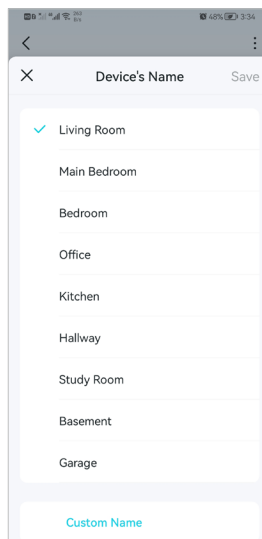 48% 3:34
Device's Name Save
Living Room
Main Bedroom
Bedroom
Office
Kitchen
Hallway
Study Room
Basement
Garage
Custom Name